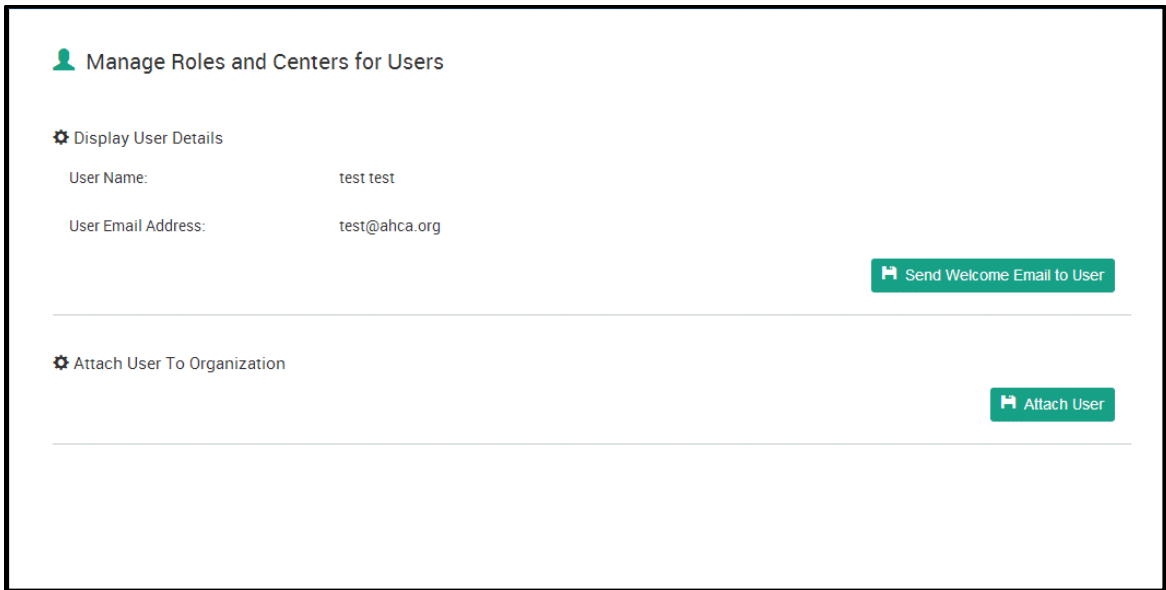 Manage Roles and Centers for Users
Display User Details
User Name: test test
User Email Address: test@ahca.org
Send Welcome Email to User
Attach User To Organization
Attach User